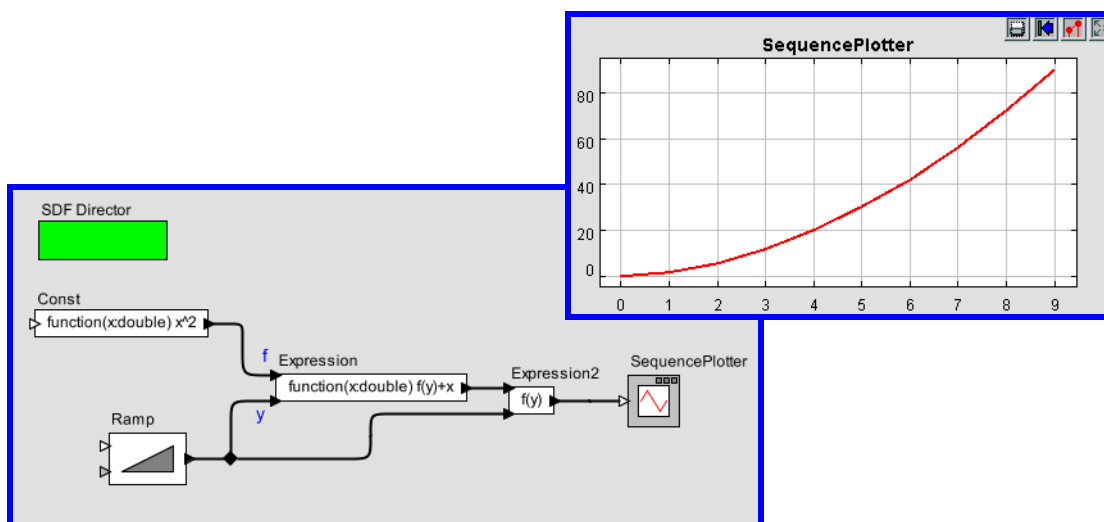 SequencePlotter
80
60
40
20
0
0 1 2 3 4 5 6 7 8 9
SDF Director
Const
function(x:double) x^2
f
Expression
function(x:double) f(y)+x
y
Ramp
Expression2
f(y)
SequencePlotter